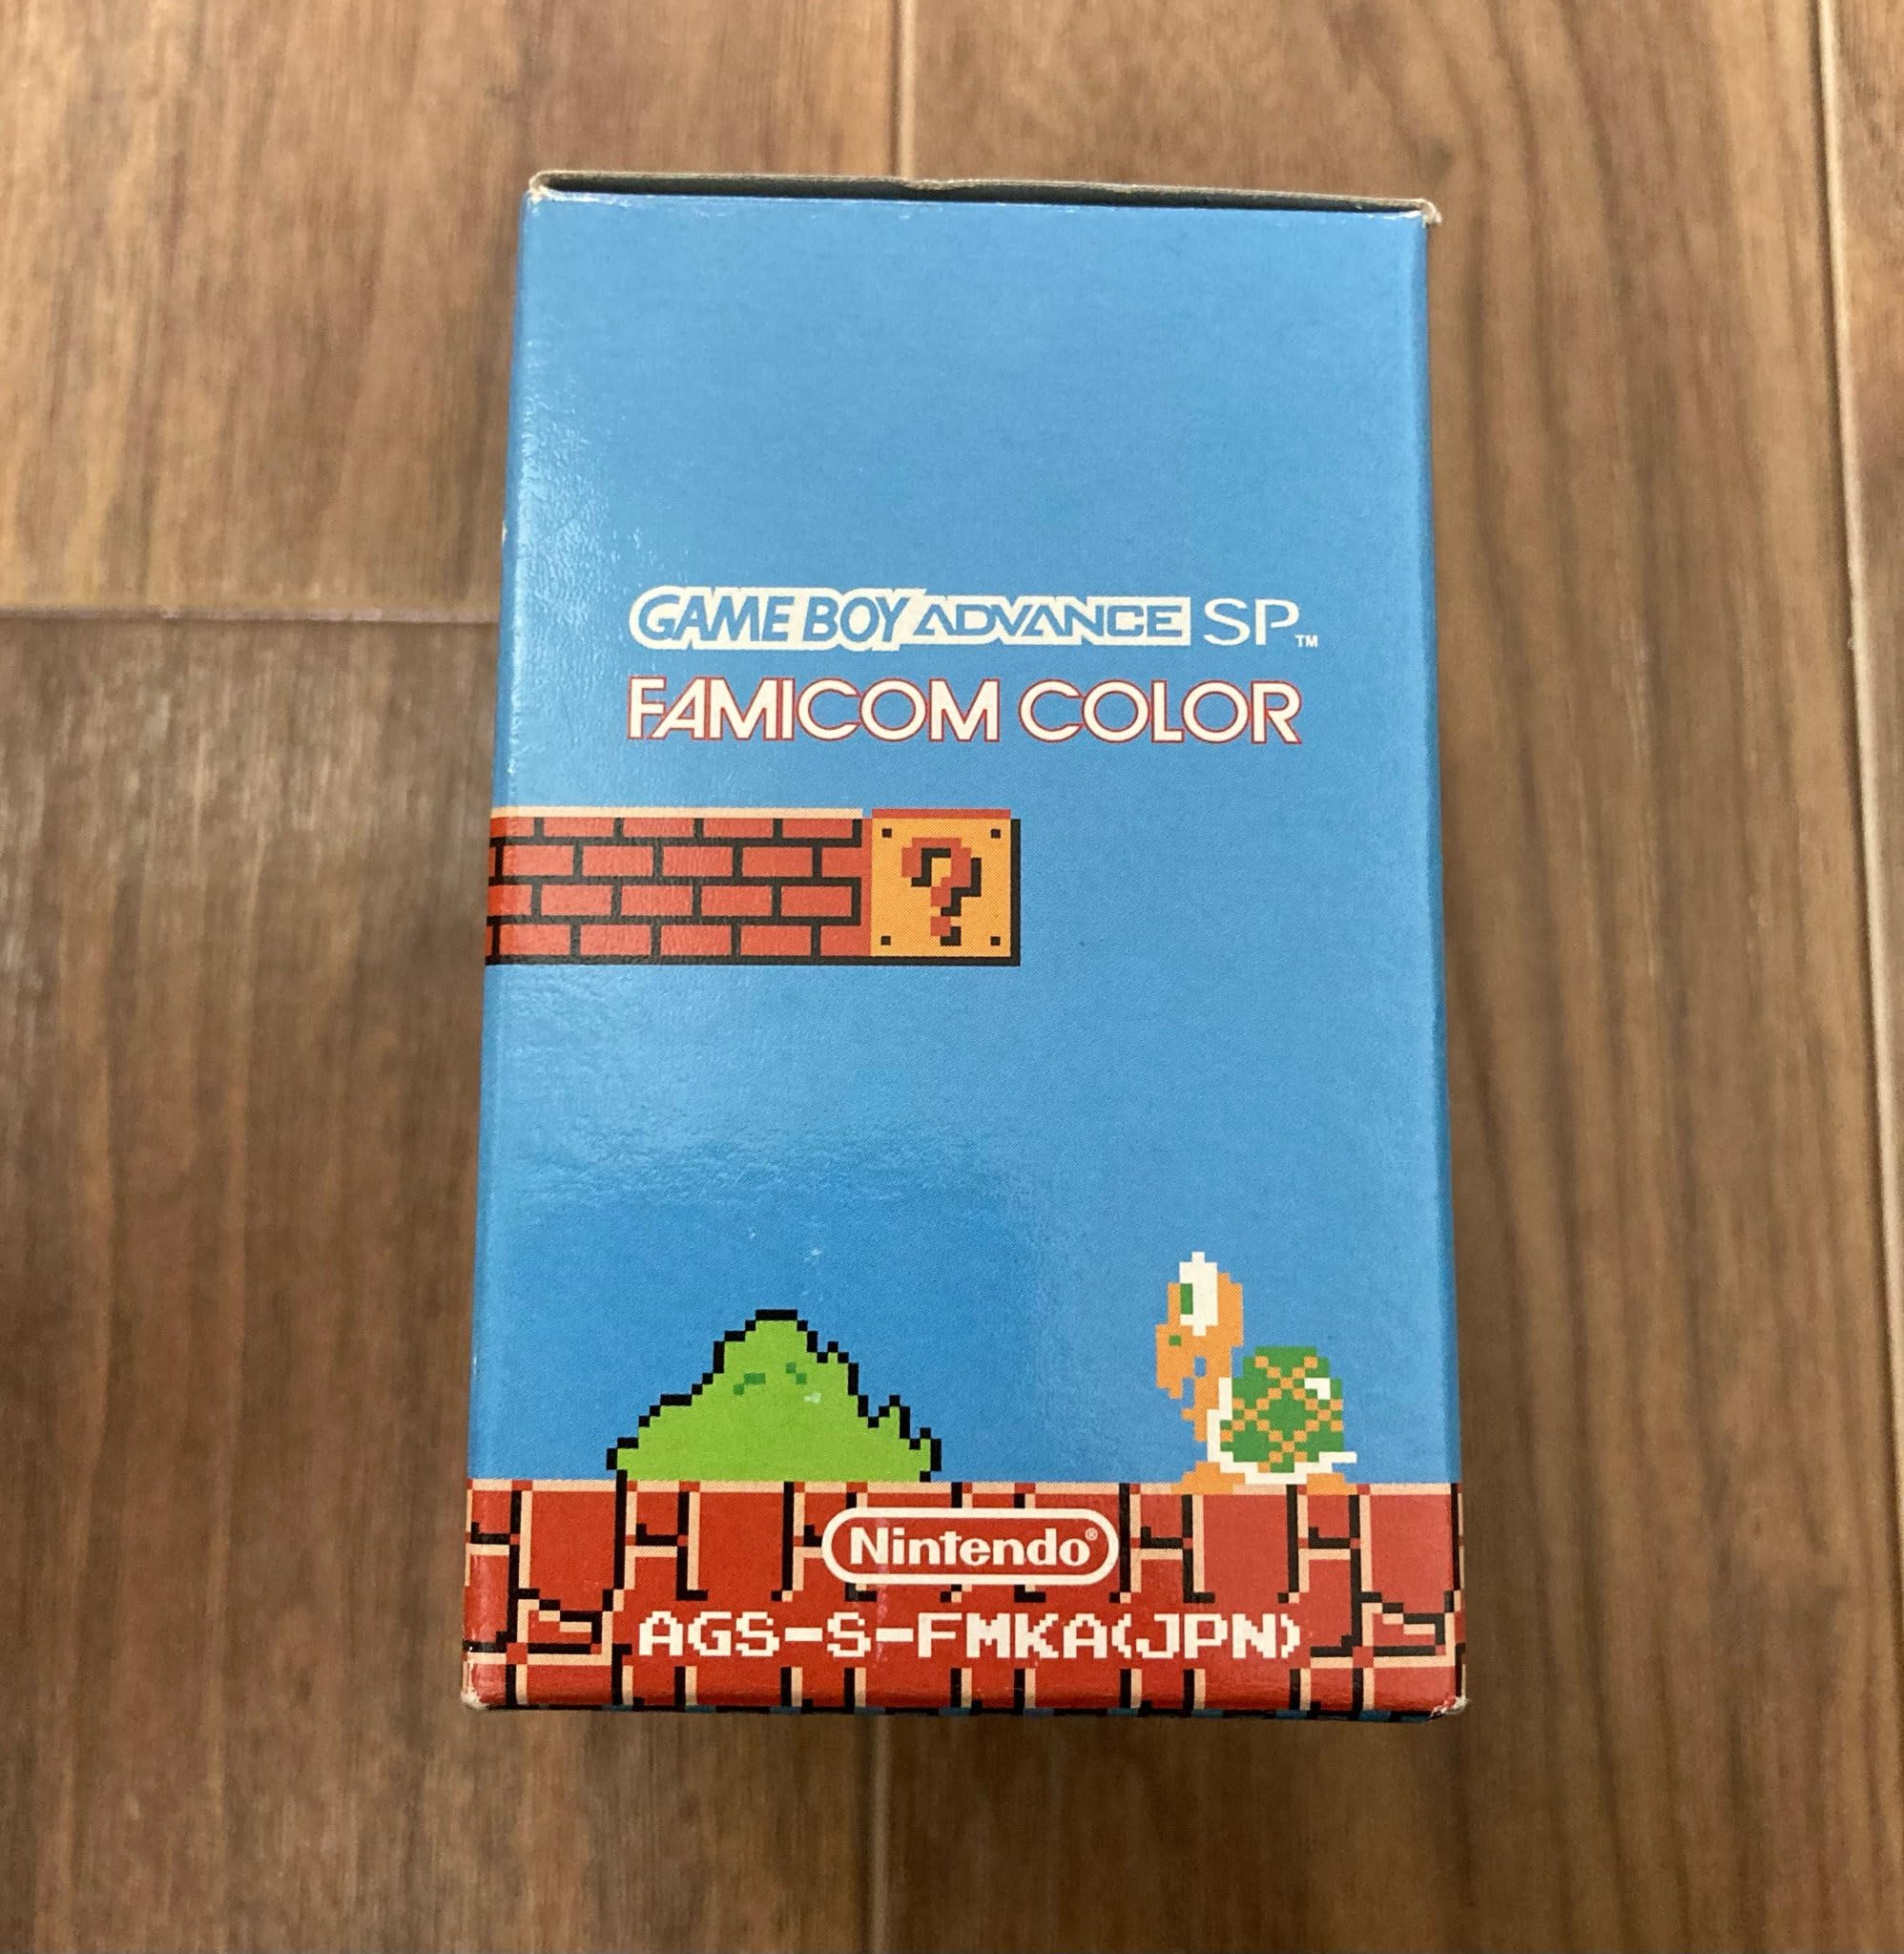 GAME BOY ADVANCE SP™
FAMICOM COLOR
?
Nintendo®
AGS-S-FMKA(JPN)